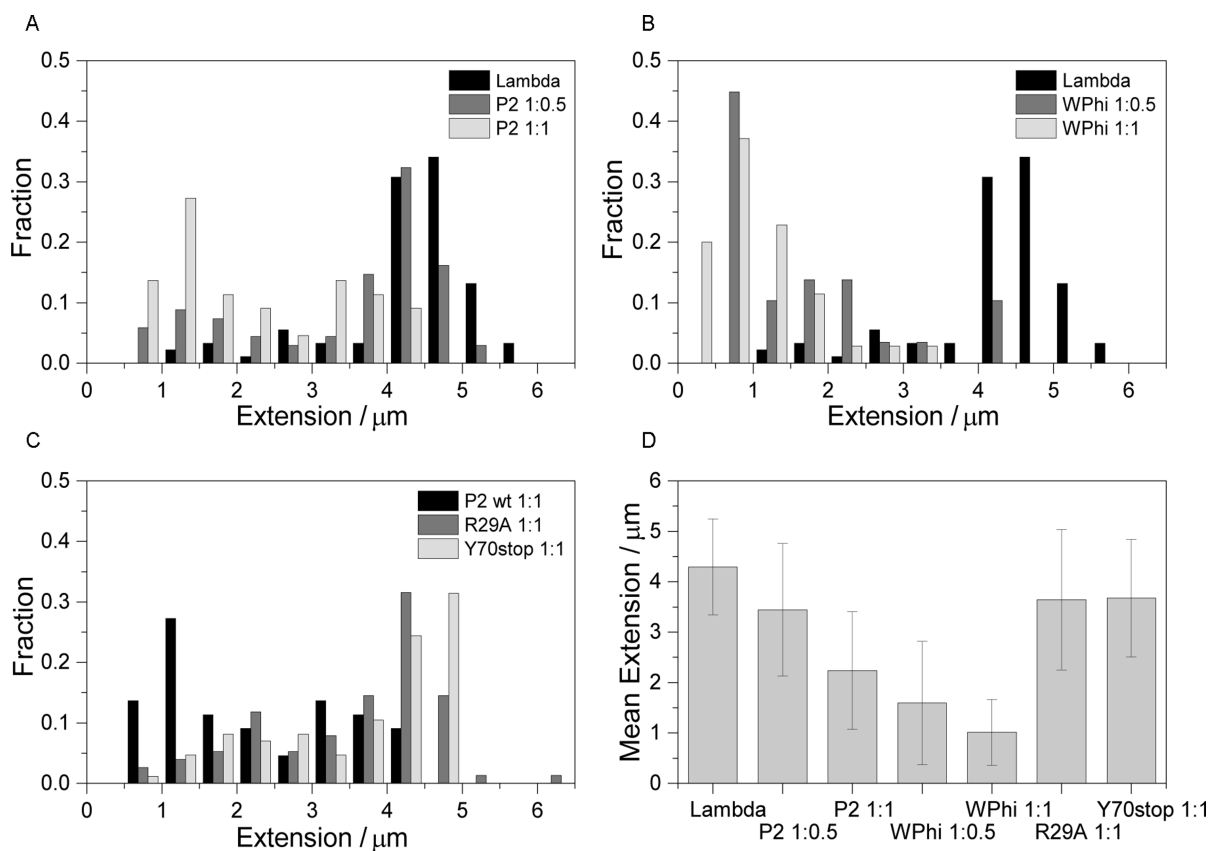 A
0.5
0.4
0.3
0.2
0.1
0.0
Fraction
Lambda
P2 1:0.5
P2 1:1
0 1 2 3 4 5 6
Extension / μm
B
0.5
0.4
0.3
0.2
0.1
0.0
Fraction
Lambda
WPhi 1:0.5
WPhi 1:1
0 1 2 3 4 5 6
Extension / μm
C
0.5
0.4
0.3
0.2
0.1
0.0
Fraction
P2 wt 1:1
R29A 1:1
Y70stop 1:1
0 1 2 3 4 5 6
Extension / μm
D
6
5
4
3
2
1
0
Mean Extension / μm
Lambda P2 1:1 WPhi 1:1 Y70stop 1:1
P2 1:0.5 WPhi 1:0.5 R29A 1:1